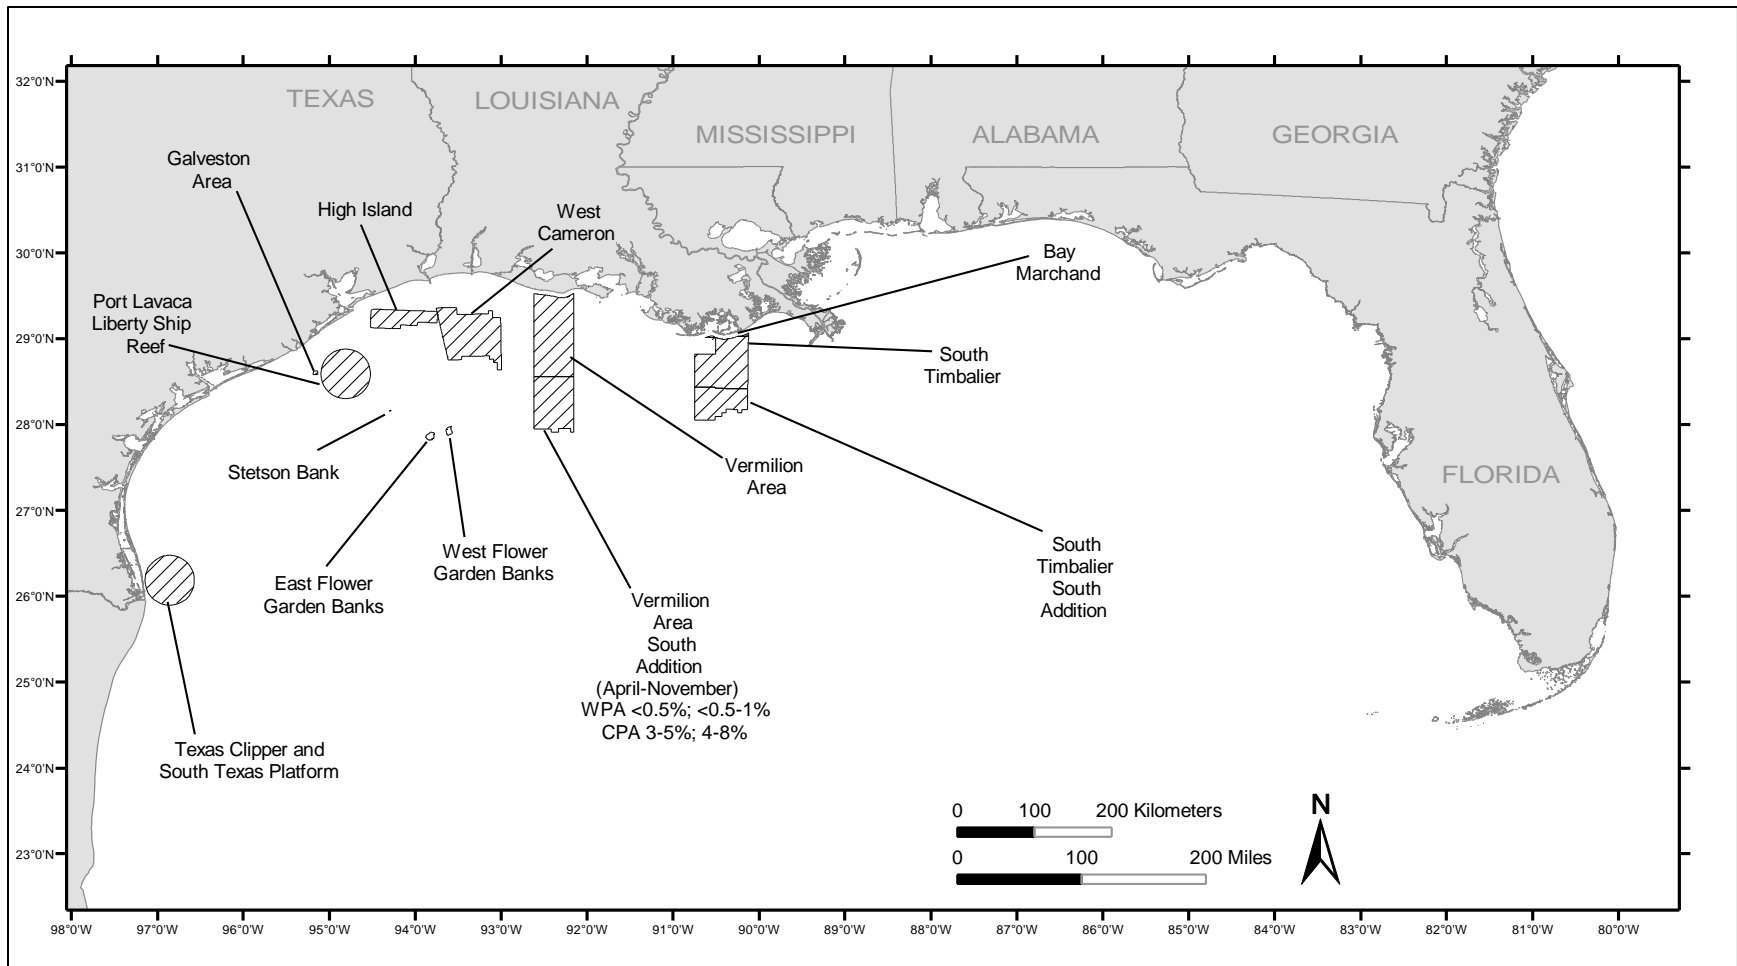 TEXAS
LOUISIANA
MISSISSIPPI
ALABAMA
GEORGIA
FLORIDA
Galveston
Area
High Island
West
Cameron
Bay
Marchand
Port Lavaca
Liberty Ship
Reef
South
Timbalier
Stetson Bank
Vermilion
Area
East Flower
Garden Banks
West Flower
Garden Banks
South
Timbalier
South
Addition
Vermilion
Area
South
Addition
(April-November)
WPA <0.5%; <0.5-1%
CPA 3-5%; 4-8%
Texas Clipper and
South Texas Platform
0 100 200 Kilometers
0 100 200 Miles
N
32°0'N
31°0'N
30°0'N
29°0'N
28°0'N
27°0'N
26°0'N
25°0'N
24°0'N
23°0'N
98°0'W 97°0'W 96°0'W 95°0'W 94°0'W 93°0'W 92°0'W 91°0'W 90°0'W 89°0'W 88°0'W 87°0'W 86°0'W 85°0'W 84°0'W 83°0'W 82°0'W 81°0'W 80°0'W